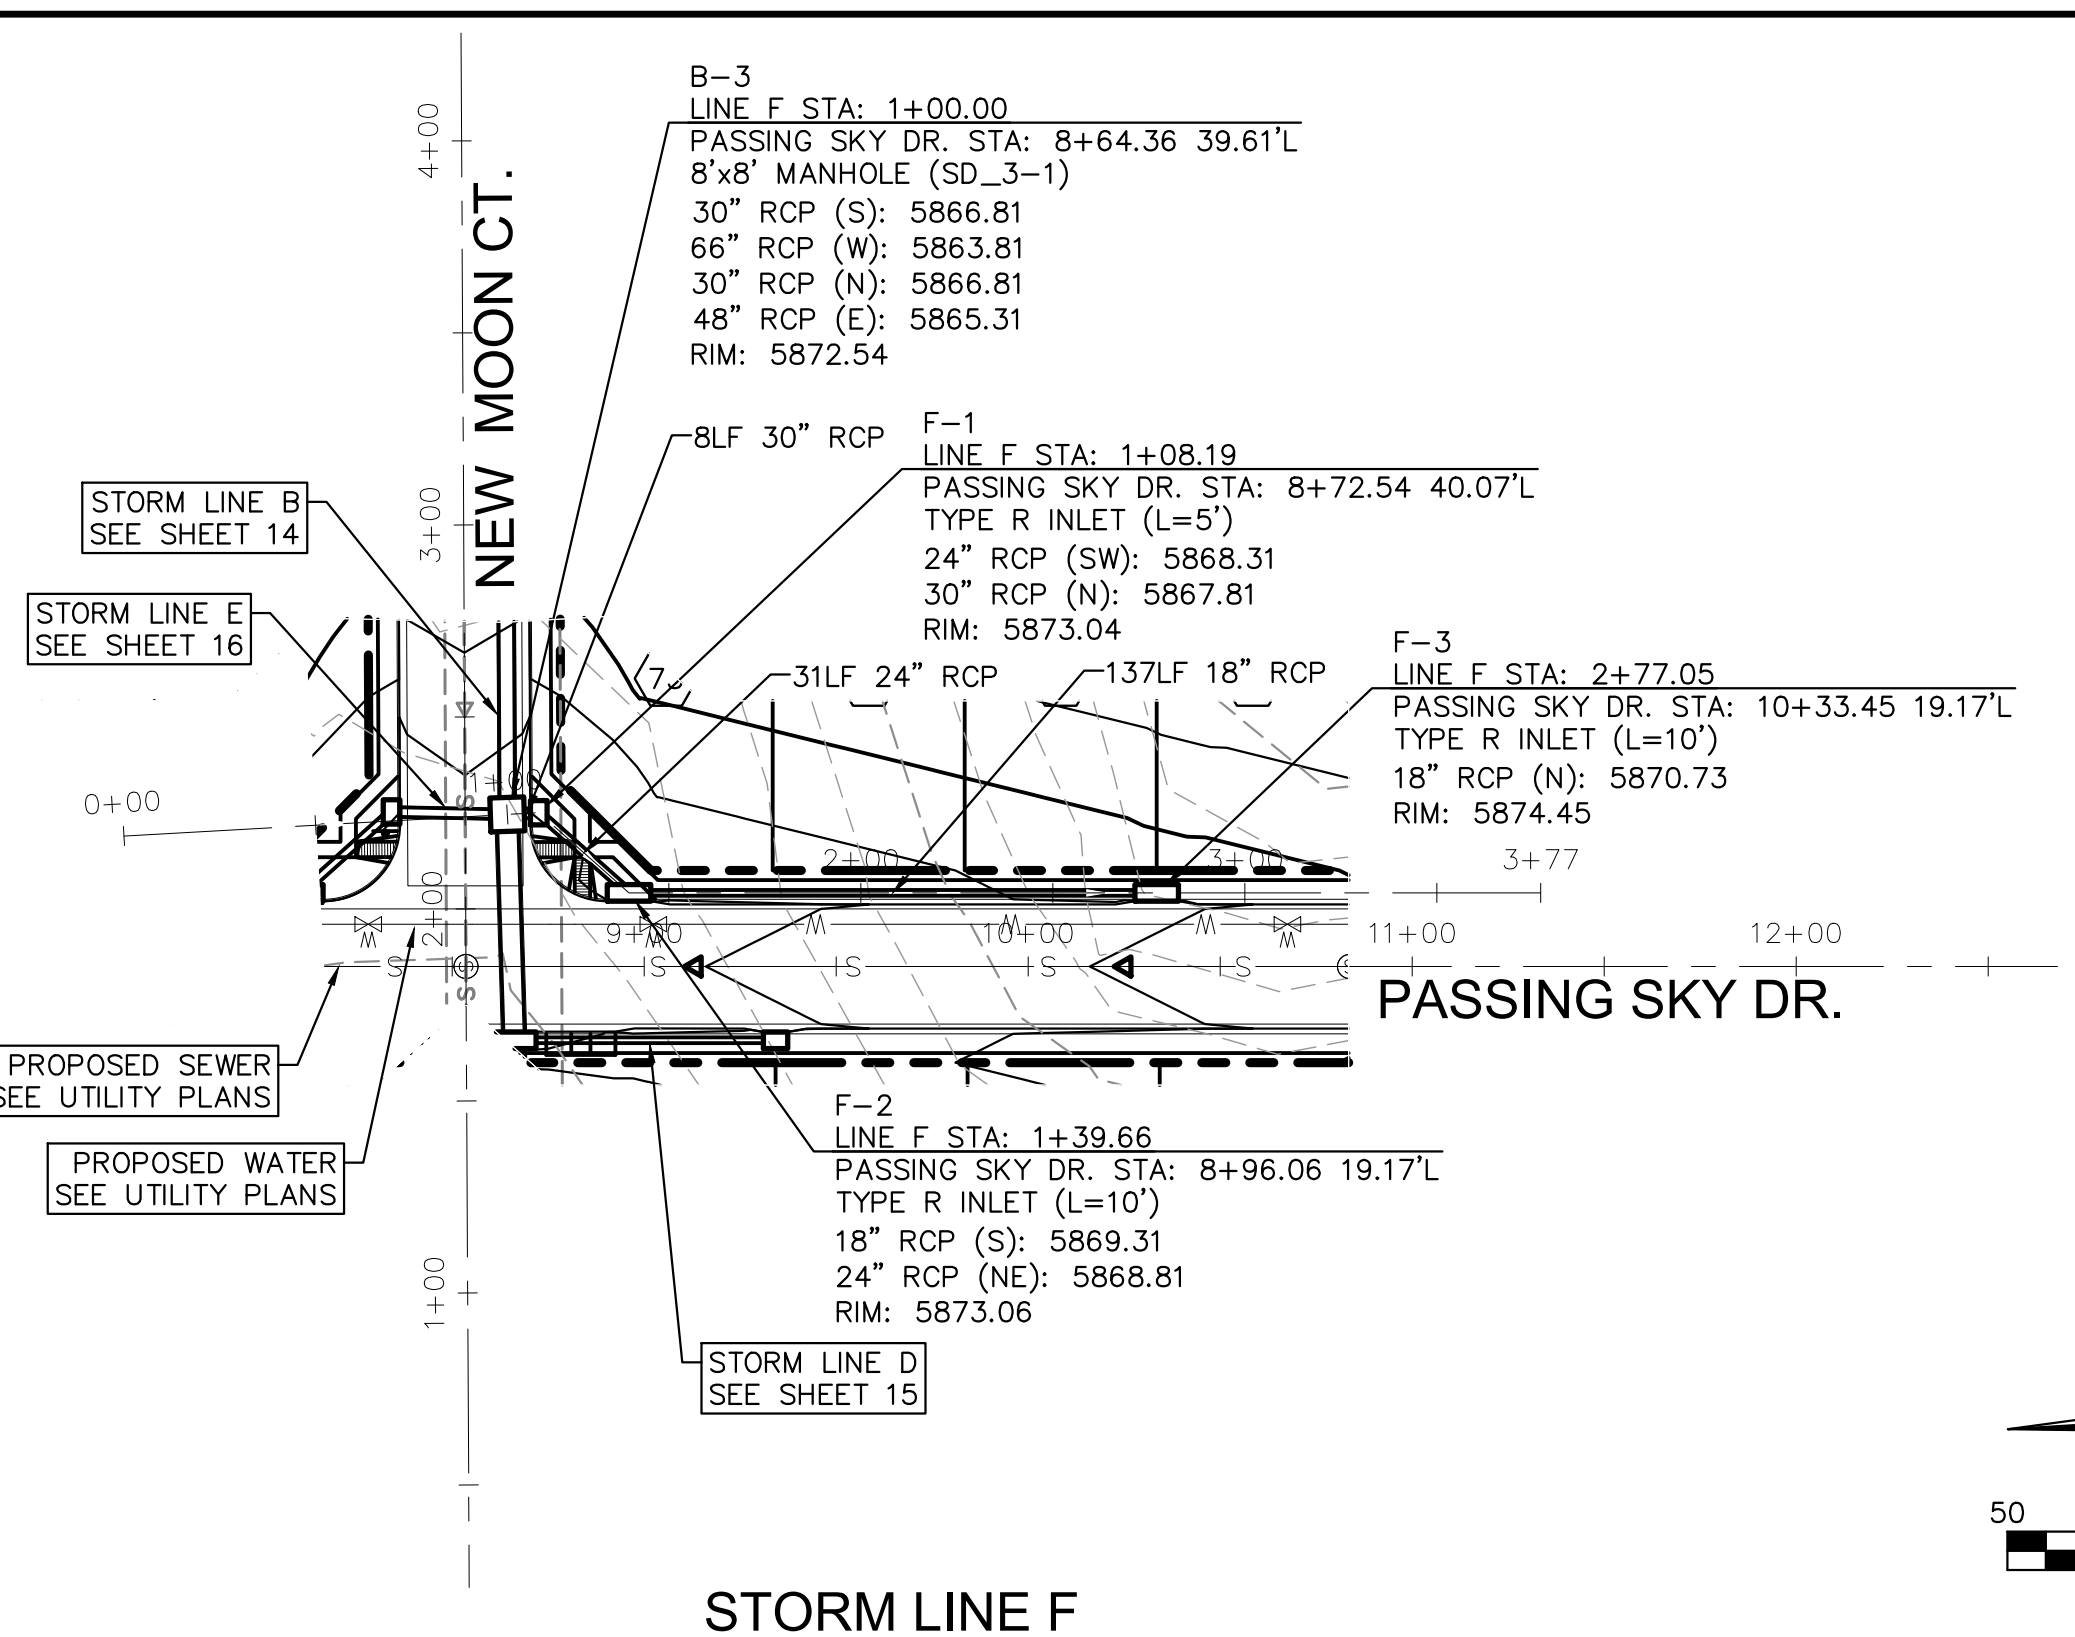 B-3
LINE F STA: 1+00.00
PASSING SKY DR. STA: 8+64.36 39.61'L
8'x8' MANHOLE (SD_3-1)
30" RCP (S): 5866.81
66" RCP (W): 5863.81
30" RCP (N): 5866.81
48" RCP (E): 5865.31
RIM: 5872.54
4+00
NEW MOON CT.
8LF 30" RCP
F-1
LINE F STA: 1+08.19
PASSING SKY DR. STA: 8+72.54 40.07'L
TYPE R INLET (L=5')
24" RCP (SW): 5868.31
30" RCP (N): 5867.81
RIM: 5873.04
STORM LINE B
SEE SHEET 14
3+00
STORM LINE E
SEE SHEET 16
31LF 24" RCP
137LF 18" RCP
F-3
LINE F STA: 2+77.05
PASSING SKY DR. STA: 10+33.45 19.17'L
TYPE R INLET (L=10')
18" RCP (N): 5870.73
RIM: 5874.45
0+00
1+00
2+00
3+00
3+77
2+00
9+00
10+00
11+00
12+00
W W W W W W
S S S S S
S
S
PASSING SKY DR.
PROPOSED SEWER
SEE UTILITY PLANS
PROPOSED WATER
SEE UTILITY PLANS
F-2
LINE F STA: 1+39.66
PASSING SKY DR. STA: 8+96.06 19.17'L
TYPE R INLET (L=10')
18" RCP (S): 5869.31
24" RCP (NE): 5868.81
RIM: 5873.06
1+00
STORM LINE D
SEE SHEET 15
50
STORM LINE F